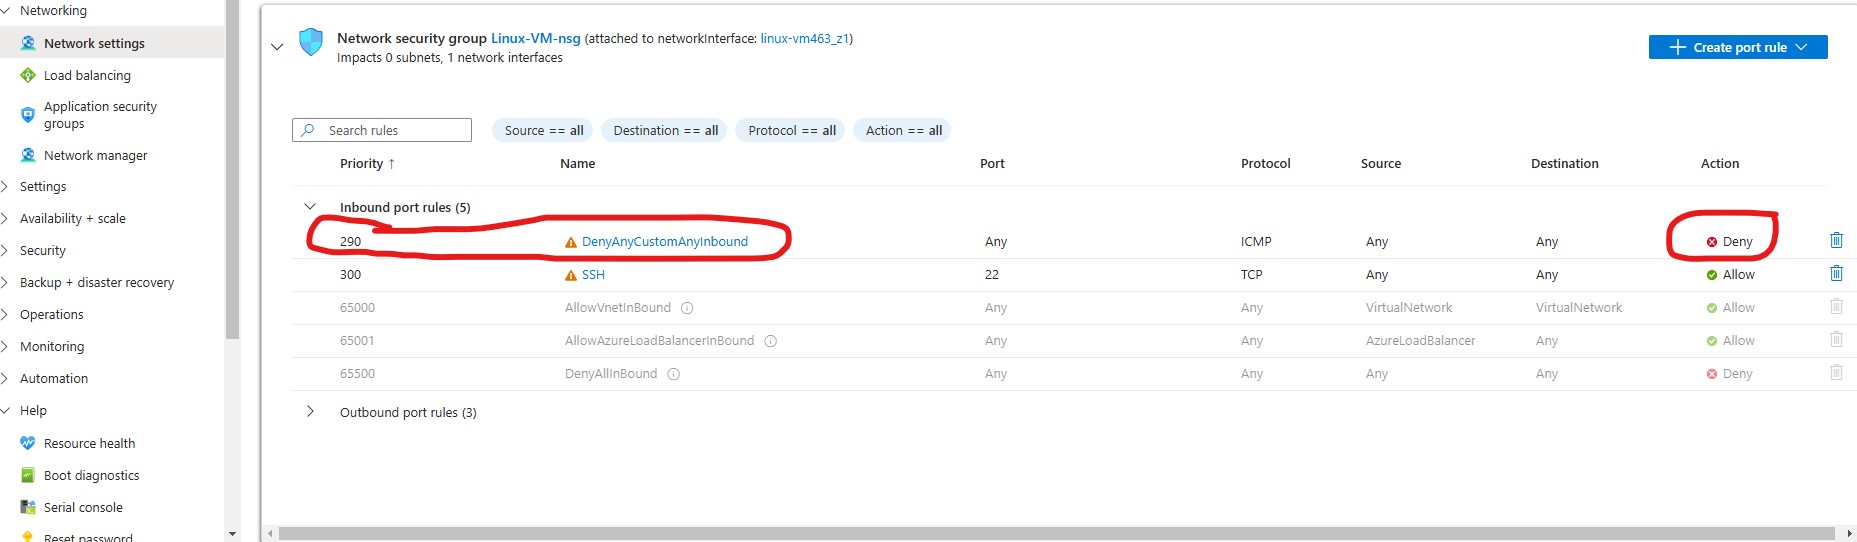 Networking
Network settings
Load balancing
Application security
groups
Network manager
Settings
Availability + scale
Security
Backup + disaster recovery
Operations
Monitoring
Automation
Help
Resource health
Boot diagnostics
Serial console
Reset password
Network security group Linux-VM-nsg (attached to networkInterface: linux-vm463_z1)
Impacts 0 subnets, 1 network interfaces
+ Create port rule
Search rules Source == all Destination == all Protocol == all Action == all
Priority ↑ Name Port Protocol Source Destination Action
Inbound port rules (5)
290 DenyAnyCustomAnyInbound Any ICMP Any Any Deny
300 SSH 22 TCP Any Any Allow
65000 AllowVnetInBound Any Any VirtualNetwork VirtualNetwork Allow
65001 AllowAzureLoadBalancerInBound Any Any AzureLoadBalancer Any Allow
65500 DenyAllInBound Any Any Any Any Deny
Outbound port rules (3)